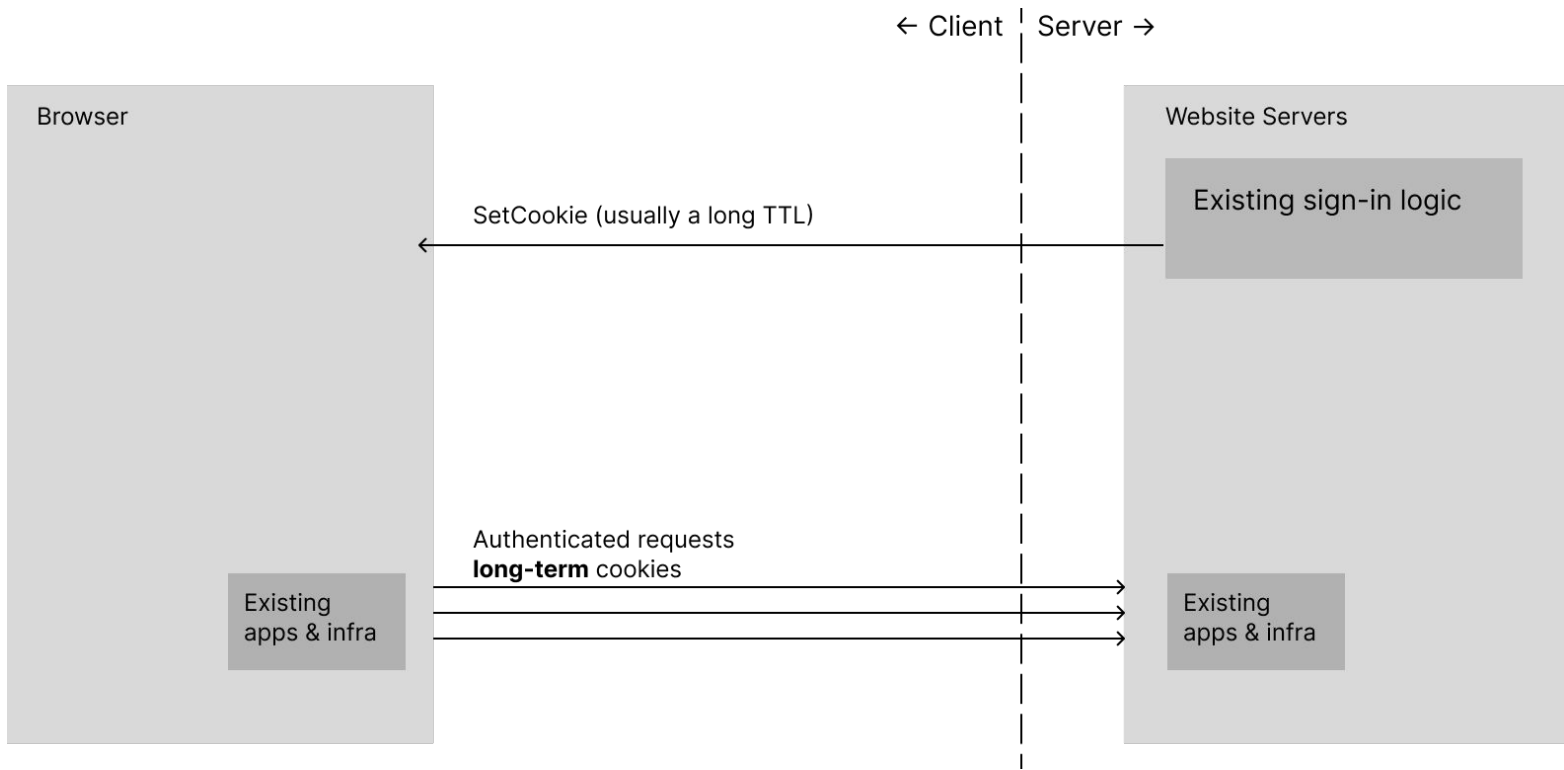 ← Client
Server →
Browser
Website Servers
Existing sign-in logic
SetCookie (usually a long TTL)
Authenticated requests
long-term cookies
Existing
apps & infra
Existing
apps & infra